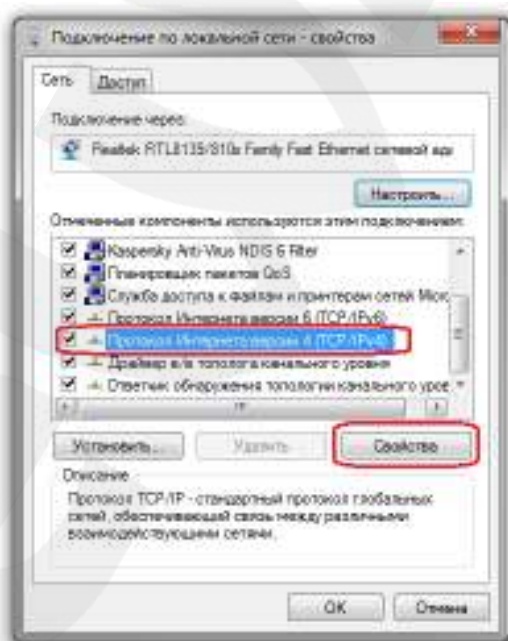 Подключение по локальной сети - свойства
Сеть Доступ
Подключение через:
Realtek RTL8139/810x Family Fast Ethernet сетевой ада
Настроить...
Отмеченные компоненты используются этим подключением:
Kaspersky Anti-Virus NDIS 6 Filter
Планировщик пакетов QoS
Служба доступа к файлам и принтерам сетей Micr
Протокол Интернета версии 6 (TCP/IPv6)
Протокол Интернета версии 4 (TCP/IPv4)
Драйвер в/в тополога канального уровня
Ответчик обнаружения топологии канального уров
Установить... Удалить Свойства
Описание
Протокол TCP/IP - стандартный протокол глобальных
сетей, обеспечивающий связь между различными
взаимодействующими сетями.
OK Отмена